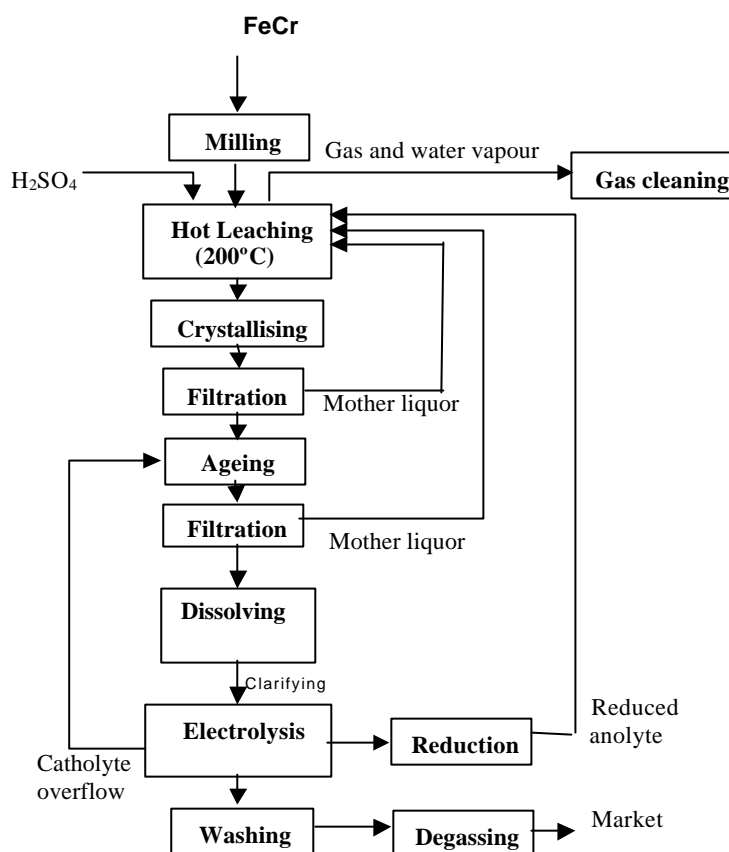 FeCr
Milling
Gas and water vapour
H₂SO₄
Gas cleaning
Hot Leaching
(200°C)
Crystallising
Filtration
Mother liquor
Ageing
Filtration
Mother liquor
Dissolving
Clarifying
Electrolysis
Reduction
Reduced
anolyte
Catholyte
overflow
Washing
Degassing
Market